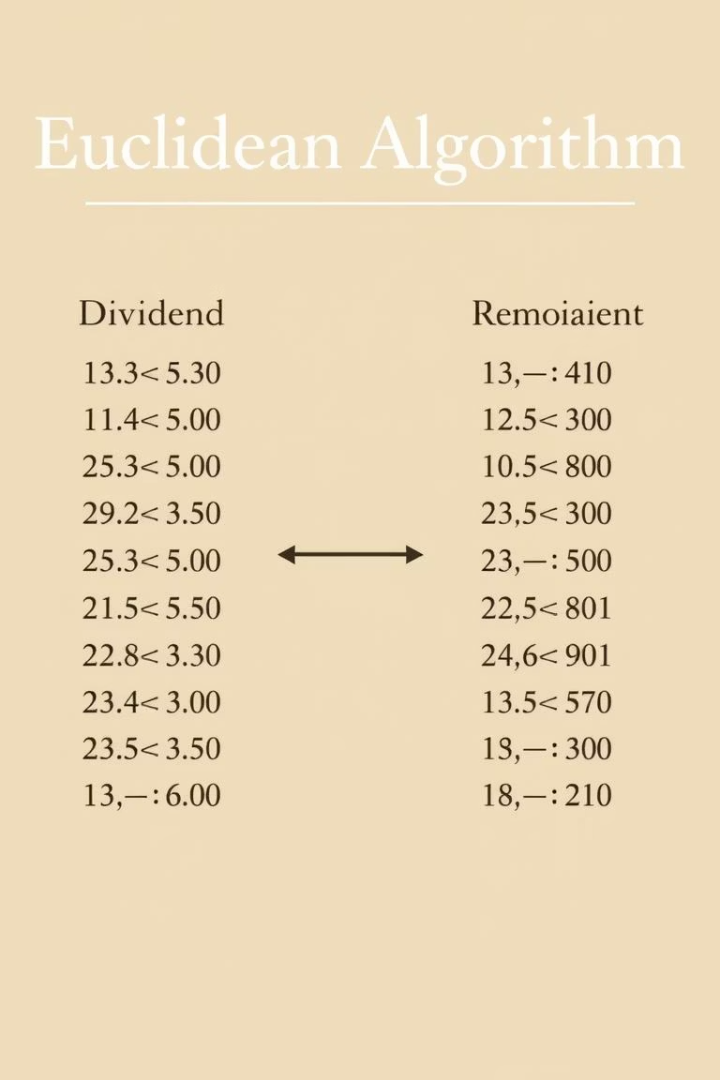 Euclidean Algorithm
Dividend Remoiaient
13.3< 5.30 13,—: 410
11.4< 5.00 12.5< 300
25.3< 5.00 10.5< 800
29.2< 3.50 23,5< 300
25.3< 5.00 23,—: 500
21.5< 5.50 22,5< 801
22.8< 3.30 24,6< 901
23.4< 3.00 13.5< 570
23.5< 3.50 13,—: 300
13,—: 6.00 18,—: 210